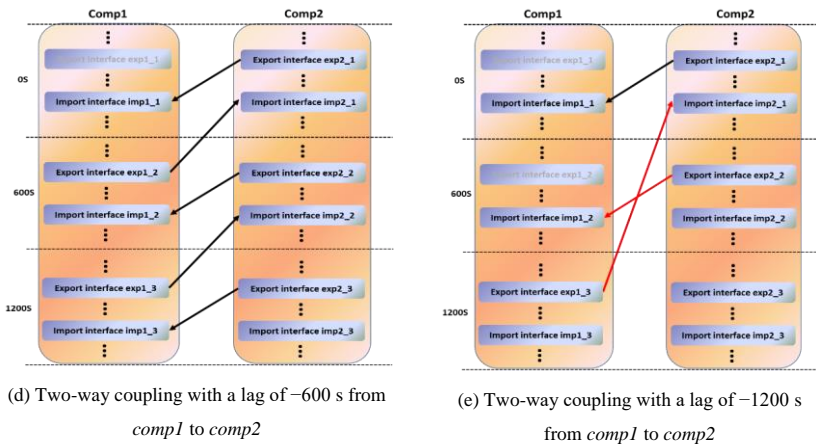 Comp1
Comp2
0S
Export interface exp1_1
Export interface exp2_1
Import interface imp1_1
Import interface imp2_1
600S
Export interface exp1_2
Export interface exp2_2
Import interface imp1_2
Import interface imp2_2
1200S
Export interface exp1_3
Export interface exp2_3
Import interface imp1_3
Import interface imp2_3
(d) Two-way coupling with a lag of −600 s from
comp1 to comp2
Comp1
Comp2
0S
Export interface exp1_1
Export interface exp2_1
Import interface imp1_1
Import interface imp2_1
600S
Export interface exp1_2
Export interface exp2_2
Import interface imp1_2
Import interface imp2_2
1200S
Export interface exp1_3
Export interface exp2_3
Import interface imp1_3
Import interface imp2_3
(e) Two-way coupling with a lag of −1200 s
from comp1 to comp2